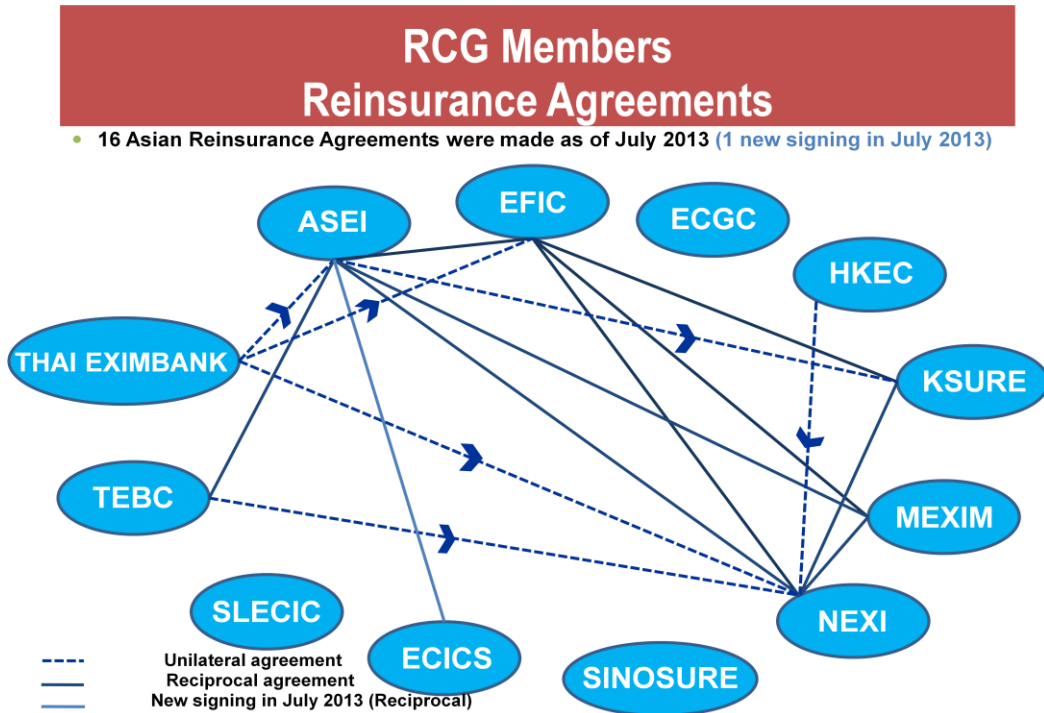 RCG Members
Reinsurance Agreements
• 16 Asian Reinsurance Agreements were made as of July 2013 (1 new signing in July 2013)
ASEI
EFIC
ECGC
HKEC
THAI EXIMBANK
KSURE
TEBC
MEXIM
SLECIC
ECICS
SINOSURE
NEXI
Unilateral agreement
Reciprocal agreement
New signing in July 2013 (Reciprocal)